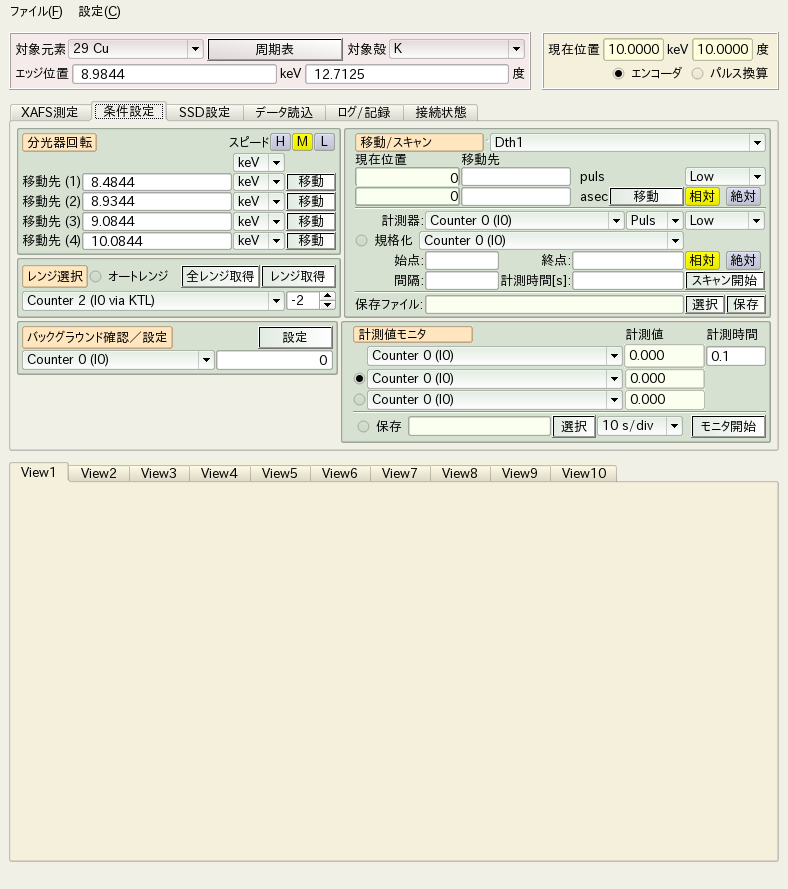 ファイル(F) 設定(C)
対象元素 29 Cu 周期表 対象殻 K
エッジ位置 8.9844 keV 12.7125 度
現在位置 10.0000 keV 10.0000 度
エンコーダ パルス換算
XAFS測定 条件設定 SSD設定 データ読込 ログ/記録 接続状態
分光器回転 スピード H M L
keV
移動先 (1) 8.4844 keV 移動
移動先 (2) 8.9344 keV 移動
移動先 (3) 9.0844 keV 移動
移動先 (4) 10.0844 keV 移動
レンジ選択 オートレンジ 全レンジ取得 レンジ取得
Counter 2 (I0 via KTL) -2
バックグラウンド確認／設定 設定
Counter 0 (I0) 0
移動/スキャン Dth1
現在位置 移動先
0 puls Low
0 asec 移動 相対 絶対
計測器: Counter 0 (I0) Puls Low
規格化 Counter 0 (I0)
始点: 終点: 相対 絶対
間隔: 計測時間[s]: スキャン開始
保存ファイル: 選択 保存
計測値モニタ 計測値 計測時間
Counter 0 (I0) 0.000 0.1
Counter 0 (I0) 0.000
Counter 0 (I0) 0.000
保存 選択 10 s/div モニタ開始
View1 View2 View3 View4 View5 View6 View7 View8 View9 View10